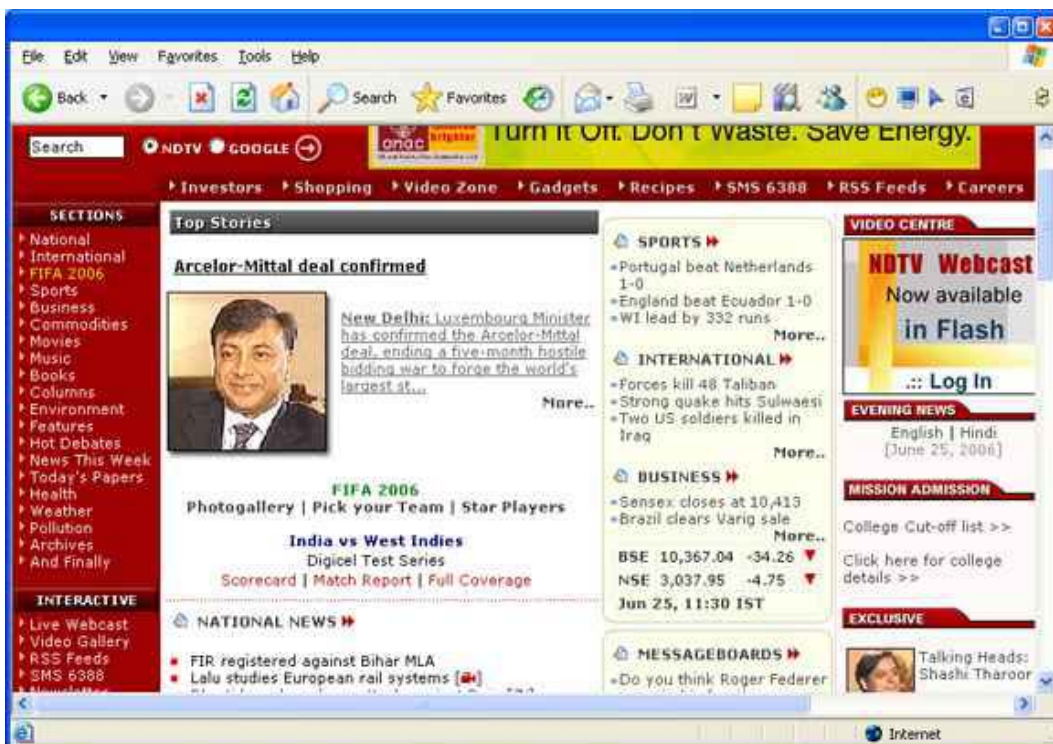 File Edit View Favorites Tools Help
Back Search Favorites
Search NDTV GOOGLE
Turn it Off. Don't Waste. Save Energy.
Investors Shopping Video Zone Gadgets Recipes SMS 6388 RSS Feeds Careers
SECTIONS
National
International
FIFA 2006
Sports
Business
Commodities
Movies
Music
Books
Columns
Environment
Features
Hot Debates
News This Week
Today's Papers
Health
Weather
Pollution
Archives
And Finally
INTERACTIVE
Live Webcast
Video Gallery
RSS Feeds
SMS 6388
Newsletter
Top Stories
Arcelor-Mittal deal confirmed
New Delhi: Luxembourg Minister
has confirmed the Arcelor-Mittal
deal, ending a five-month hostile
bidding war to forge the world's
largest st...
More..
FIFA 2006
Photogallery | Pick your Team | Star Players
India vs West Indies
Digicel Test Series
Scorecard | Match Report | Full Coverage
NATIONAL NEWS
FIR registered against Bihar MLA
Lalu studies European rail systems
SPORTS
Portugal beat Netherlands
1-0
England beat Ecuador 1-0
WI lead by 332 runs
More..
INTERNATIONAL
Forces kill 48 Taliban
Strong quake hits Sulwaesi
Two US soldiers killed in
Iraq
More..
BUSINESS
Sensex closes at 10,413
Brazil clears Varig sale
More..
BSE 10,367.04 -34.26
NSE 3,037.95 -4.75
Jun 25, 11:30 IST
MESSAGEBOARDS
Do you think Roger Federer
VIDEO CENTRE
NDTV Webcast
Now available
in Flash
.:: Log In
EVENING NEWS
English | Hindi
[June 25, 2006]
MISSION ADMISSION
College Cut-off list >>
Click here for college
details >>
EXCLUSIVE
Talking Heads:
Shashi Tharoor
Internet